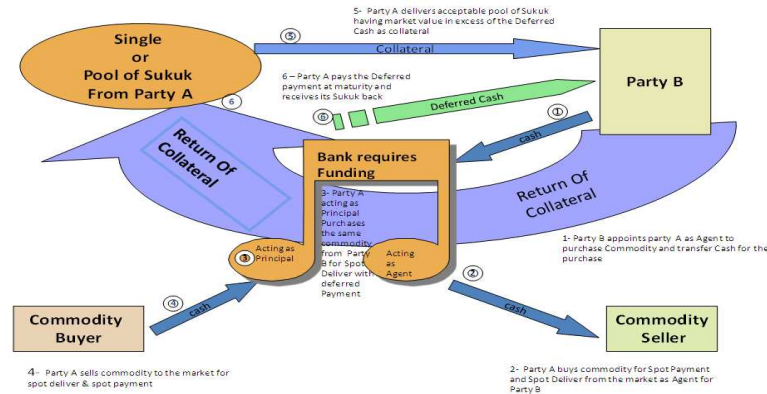 5- Party A delivers acceptable pool of Sukuk
having market value in excess of the Deferred
Cash as collateral
Single
or
Pool of Sukuk
From Party A
⑤
Collateral
Party B
6 – Party A pays the Deferred
payment at maturity and
receives its Sukuk back
⑥
Deferred Cash
⑥
①
cash
Return Of
Collateral
Bank requires
Funding
Return Of
Collateral
3- Party A
acting as
Principal
Purchases
the same
commodity
from Party
B for Spot
Deliver with
deferred
Payment
③
Acting as
Principal
Acting
as
Agent
1- Party B appoints party A as Agent to
purchase Commodity and transfer Cash for the
purchase
④
cash
②
cash
Commodity
Buyer
Commodity
Seller
4- Party A sells commodity to the market for
spot deliver & spot payment
2- Party A buys commodity for Spot Payment
and Spot Deliver from the market as Agent for
Party B